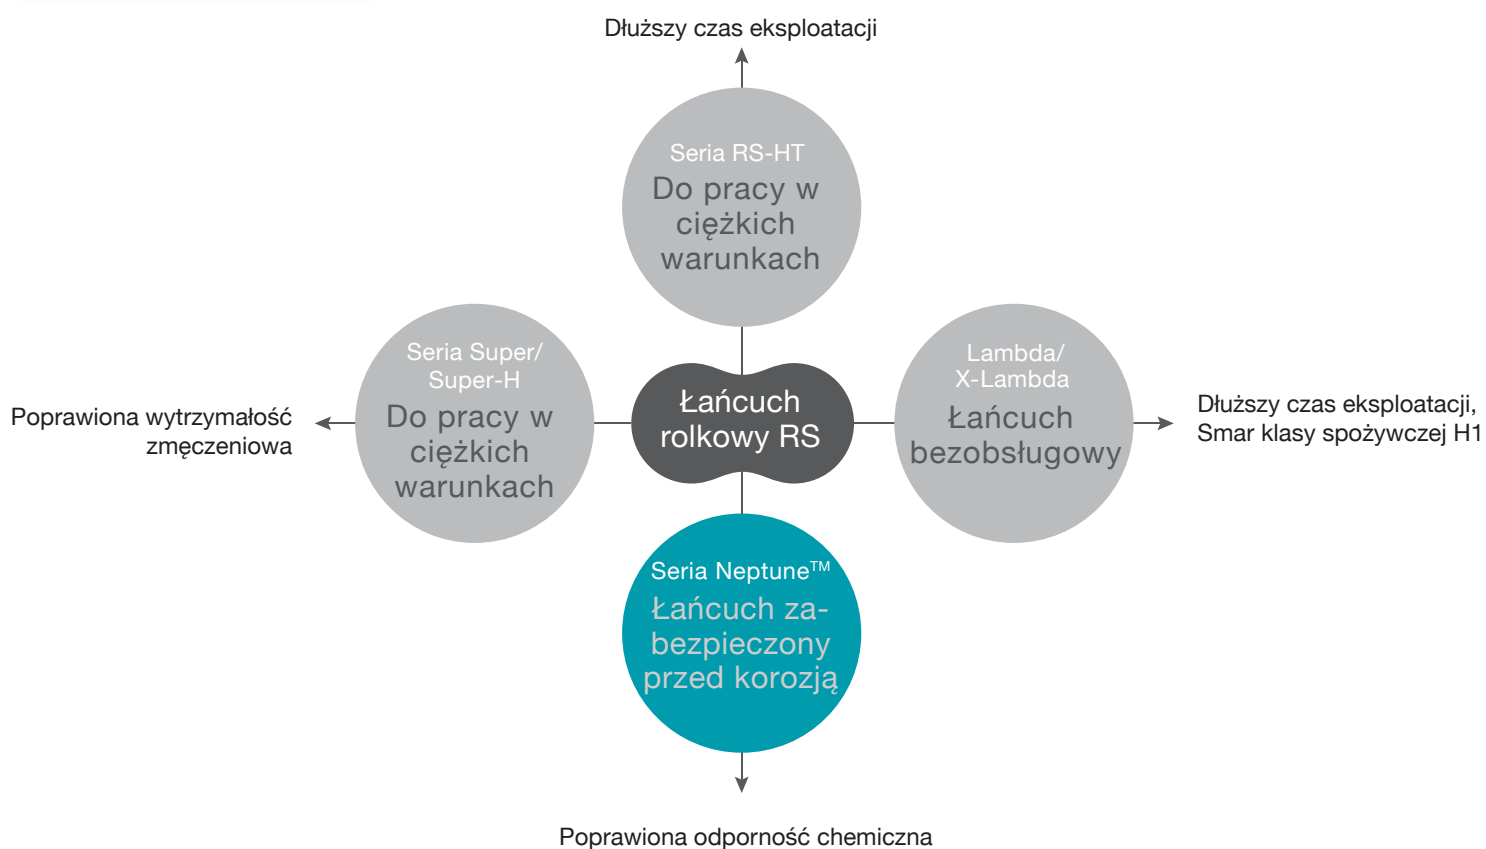 Dłuższy czas eksploatacji
Seria RS-HT
Do pracy w
ciężkich
warunkach
Seria Super/
Super-H
Do pracy w
ciężkich
warunkach
Poprawiona wytrzymałość
zmęczeniowa
Łańcuch
rolkowy RS
Lambda/
X-Lambda
Łańcuch
bezobsługowy
Dłuższy czas eksploatacji,
Smar klasy spożywczej H1
Seria Neptune™
Łańcuch za-
bezpieczony
przed korozją
Poprawiona odporność chemiczna